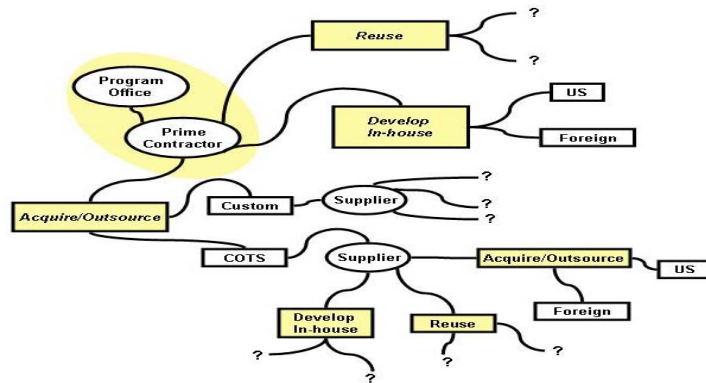 ?
Reuse
?
Program
Office
US
Develop
In-house
Prime
Contractor
Foreign
?
Custom
Supplier
?
Acquire/Outsource
?
COTS
Supplier
Acquire/Outsource
US
Foreign
Develop
In-house
Reuse
?
?
?
?